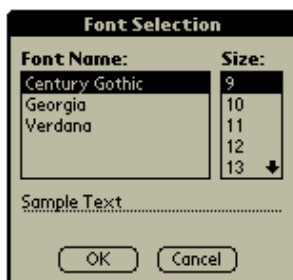 Font Selection
Font Name: Size:
Century Gothic 9
Georgia 10
Verdana 11
12
13
Sample Text
OK Cancel